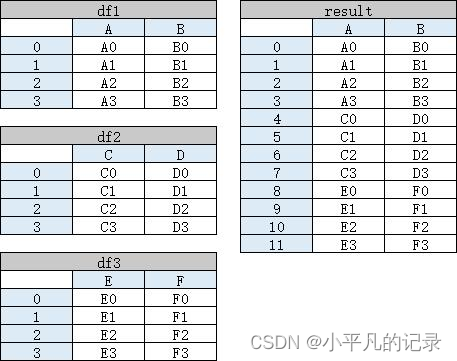 df1
A B
0 A0 B0
1 A1 B1
2 A2 B2
3 A3 B3
df2
C D
0 C0 D0
1 C1 D1
2 C2 D2
3 C3 D3
df3
E F
0 E0 F0
1 E1 F1
2 E2 F2
3 E3 F3
result
A B
0 A0 B0
1 A1 B1
2 A2 B2
3 A3 B3
4 C0 D0
5 C1 D1
6 C2 D2
7 C3 D3
8 E0 F0
9 E1 F1
10 E2 F2
11 E3 F3
CSDN @小平凡的记录